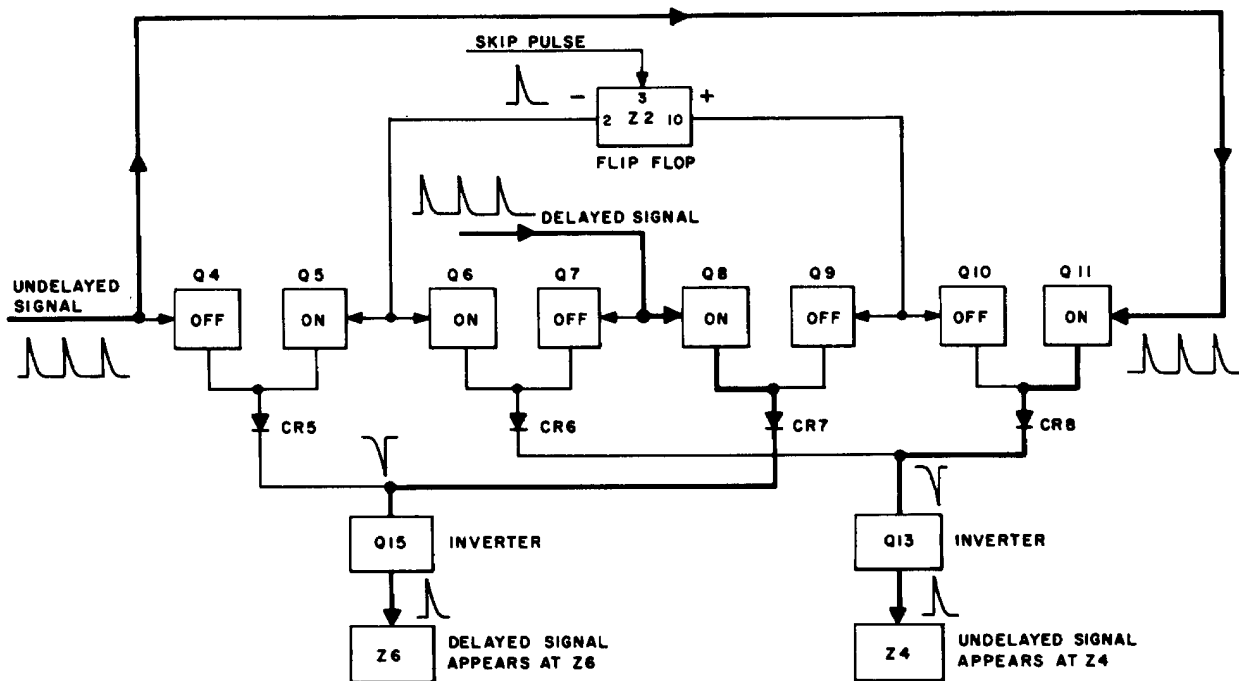 SKIP PULSE
- 3 +
2 Z2 10
FLIP FLOP
DELAYED SIGNAL
UNDELAYED
SIGNAL
Q4 Q5 Q6 Q7 Q8 Q9 Q10 Q11
OFF ON ON OFF ON OFF OFF ON
CR5 CR6 CR7 CR8
Q15 INVERTER
Q13 INVERTER
Z6
DELAYED SIGNAL
APPEARS AT Z6
Z4
UNDELAYED SIGNAL
APPEARS AT Z4